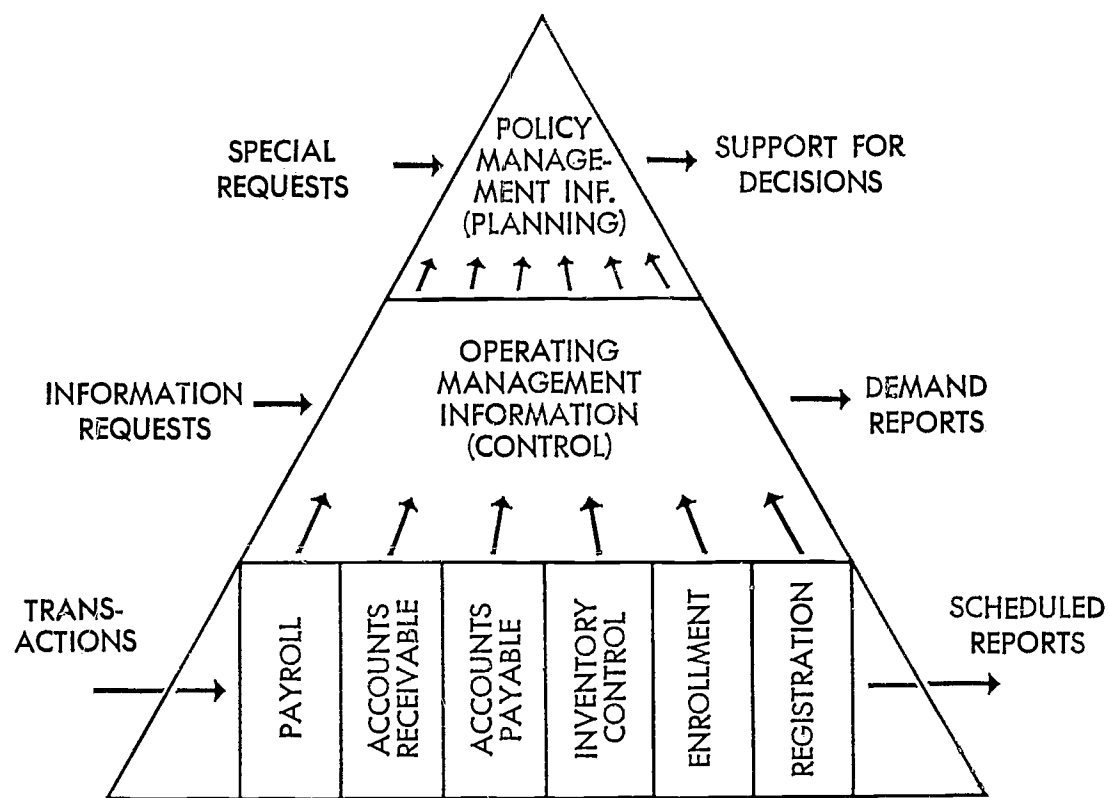 POLICY
MANAGE-
MENT INF.
(PLANNING)
SPECIAL
REQUESTS
SUPPORT FOR
DECISIONS
OPERATING
MANAGEMENT
INFORMATION
(CONTROL)
INFORMATION
REQUESTS
DEMAND
REPORTS
TRANS-
ACTIONS
PAYROLL
ACCOUNTS
RECEIVABLE
ACCOUNTS
PAYABLE
INVENTORY
CONTROL
ENROLLMENT
REGISTRATION
SCHEDULED
REPORTS